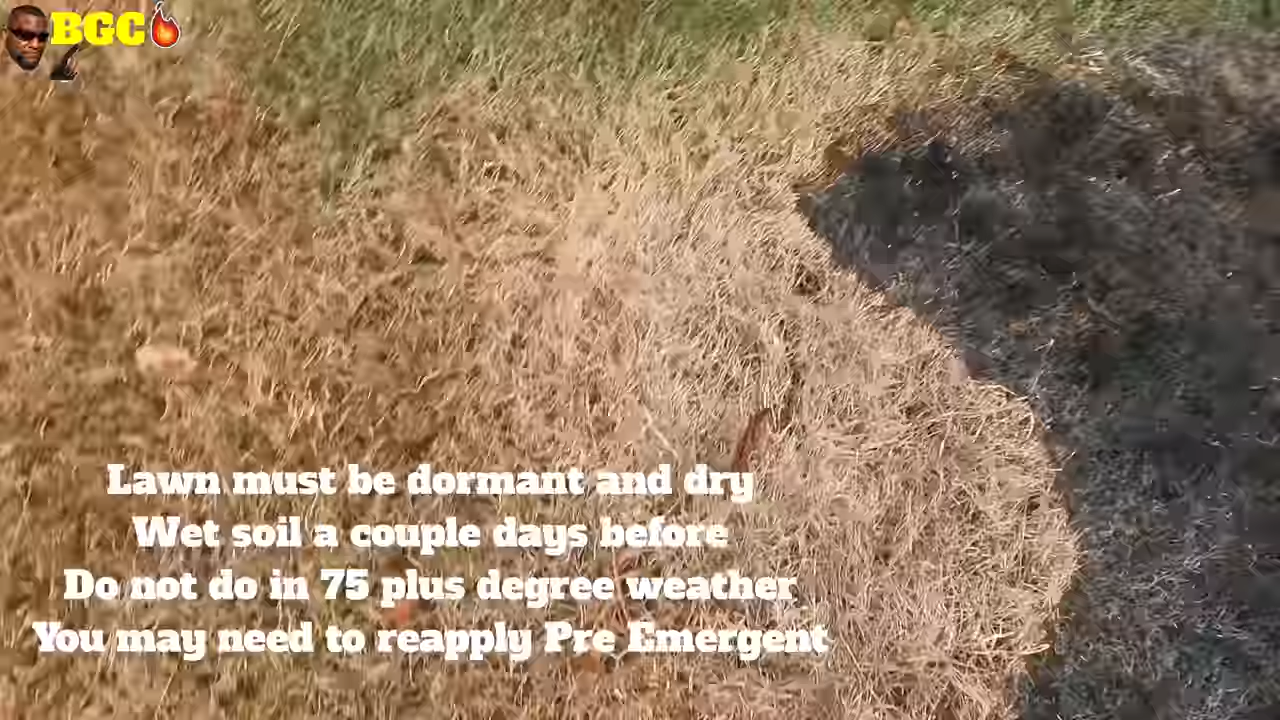 BGC
Lawn must be dormant and dry
Wet soil a couple days before
Do not do in 75 plus degree weather
You may need to reapply Pre Emergent